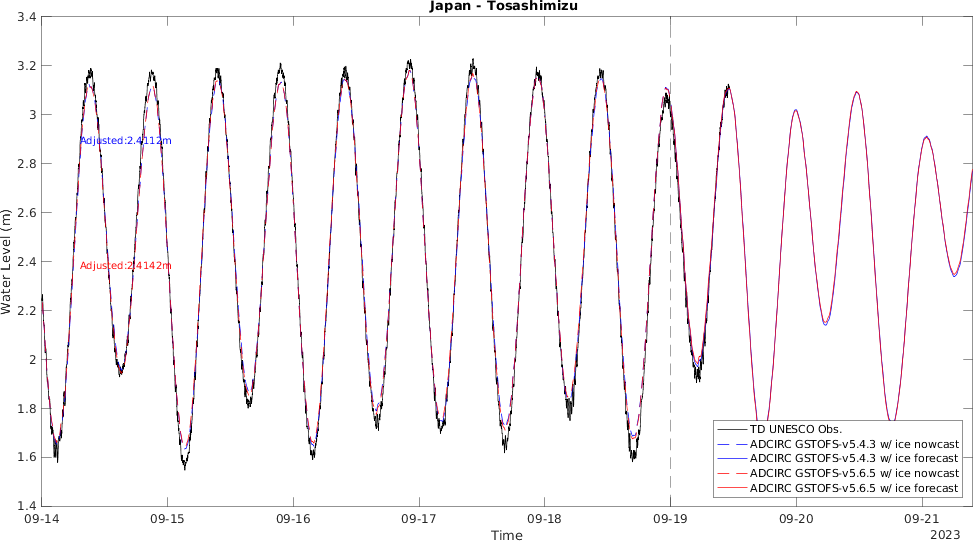 Japan - Tosashimizu
3.4
3.2
3
2.8
2.6
2.4
2.2
2
1.8
1.6
1.4
Water Level (m)
Adjusted:2.4112m
Adjusted:2.4142m
TD UNESCO Obs.
ADCIRC GSTOFS-v5.4.3 w/ ice nowcast
ADCIRC GSTOFS-v5.4.3 w/ ice forecast
ADCIRC GSTOFS-v5.6.5 w/ ice nowcast
ADCIRC GSTOFS-v5.6.5 w/ ice forecast
09-14 09-15 09-16 09-17 09-18 09-19 09-20 09-21
Time
2023